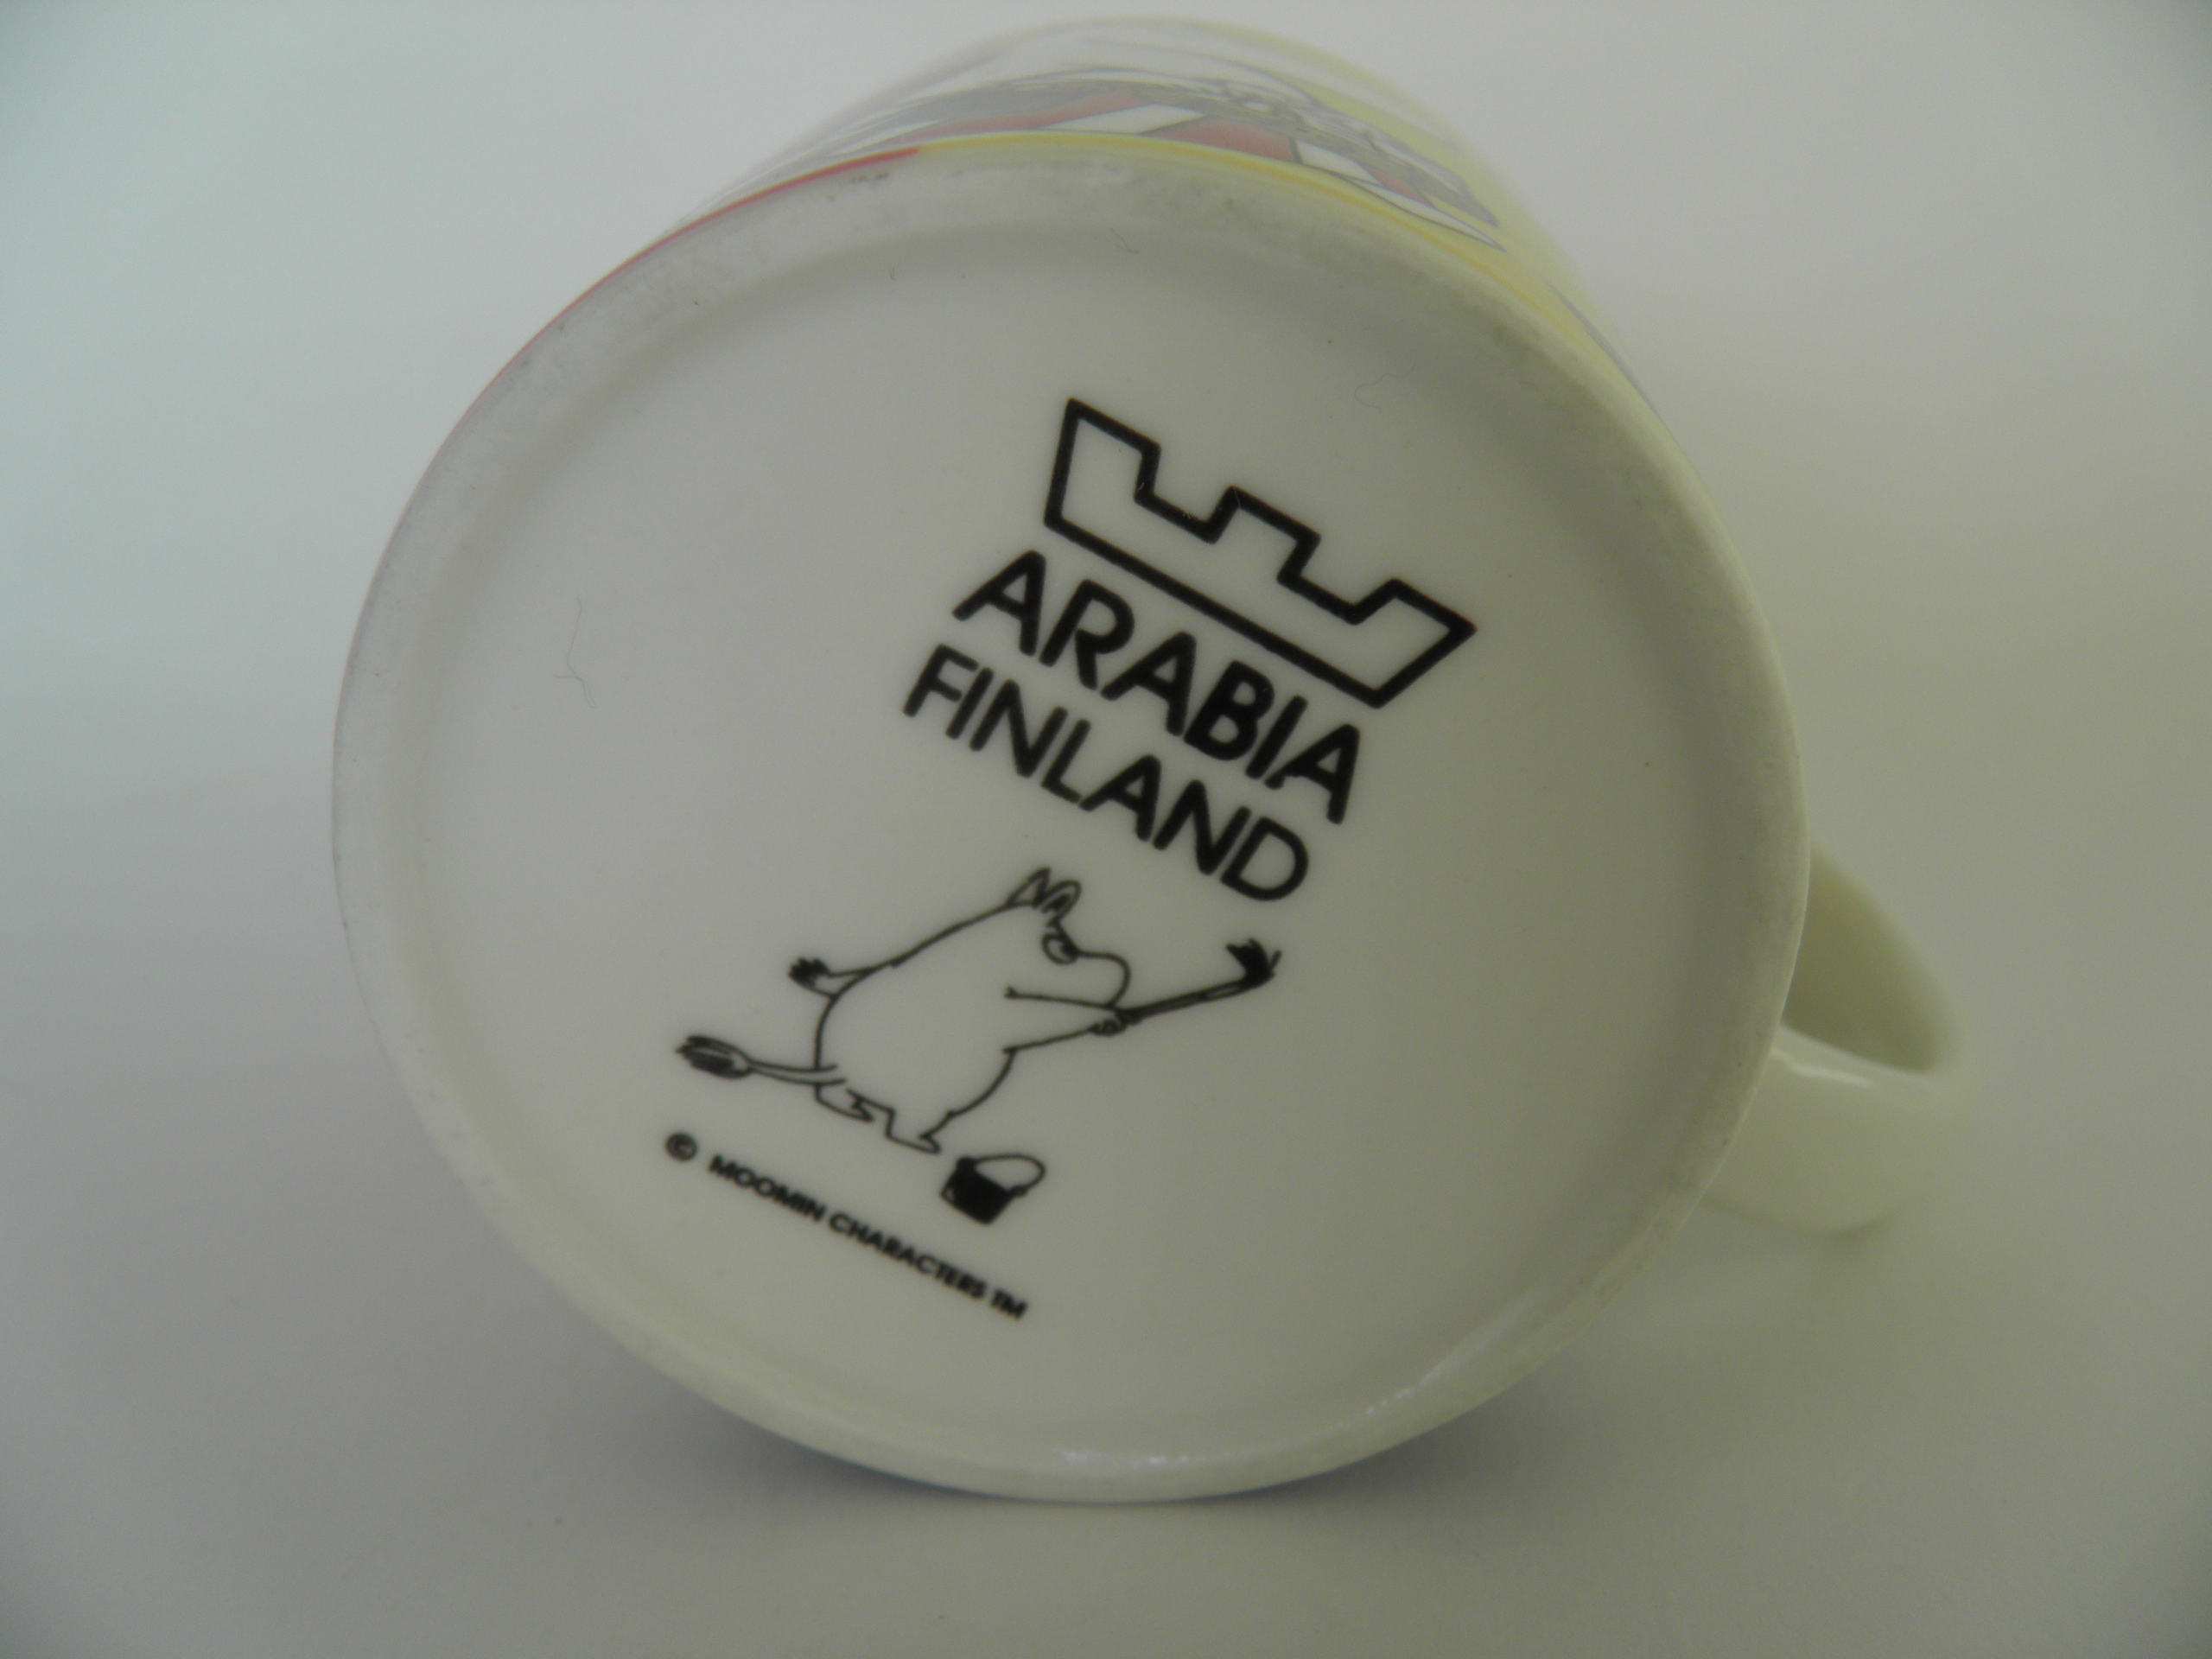 ARABIA
FINLAND
© MOOMIN CHARACTERS TM